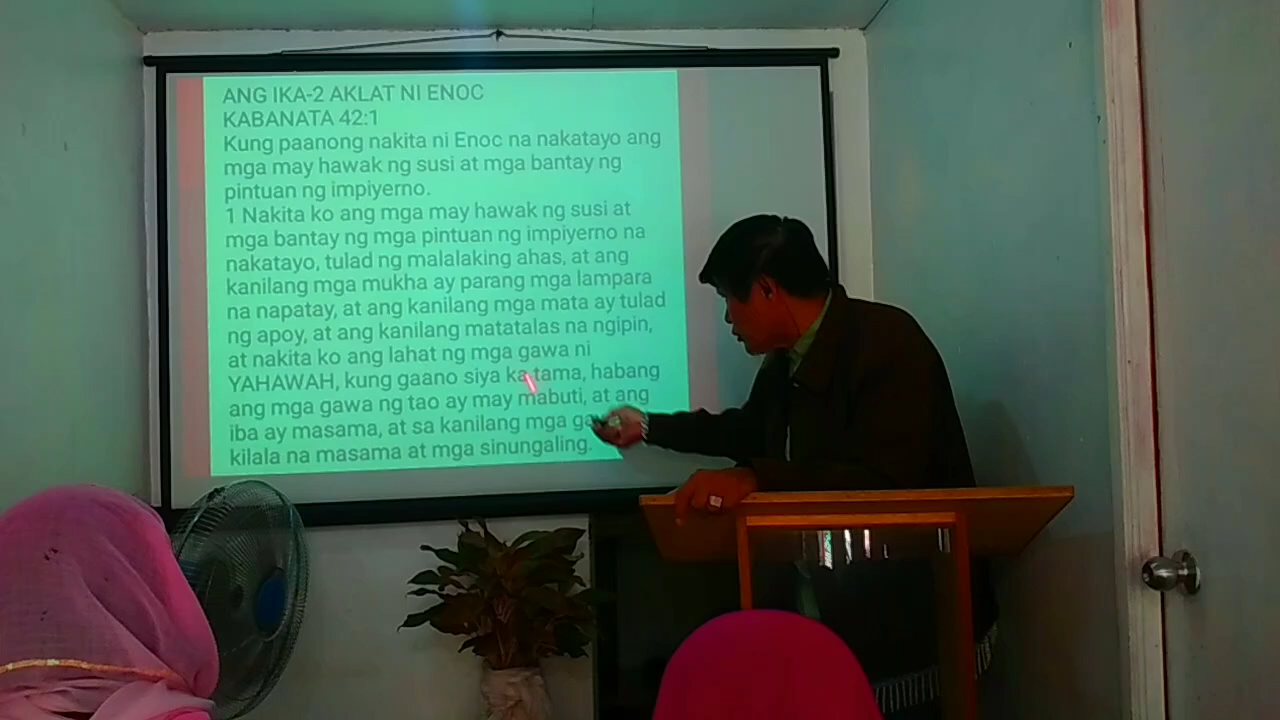 ANG IKA-2 AKLAT NI ENOC
KABANATA 42:1
Kung paanong nakita ni Enoc na nakatayo ang
mga may hawak ng susi at mga bantay ng
pintuan ng impiyerno.
1 Nakita ko ang mga may hawak ng susi at
mga bantay ng mga pintuan ng impiyerno na
nakatayo, tulad ng malalaking ahas, at ang
kanilang mga mukha ay parang mga lampara
na napatay, at ang kanilang mga mata ay tulad
ng apoy, at ang kanilang matatalas na ngipin,
at nakita ko ang lahat ng mga gawa ni
YAHAWAH, kung gaano siya ka tama, habang
ang mga gawa ng tao ay may mabuti, at ang
iba ay masama, at sa kanilang mga
kilala na masama at mga sinungaling.